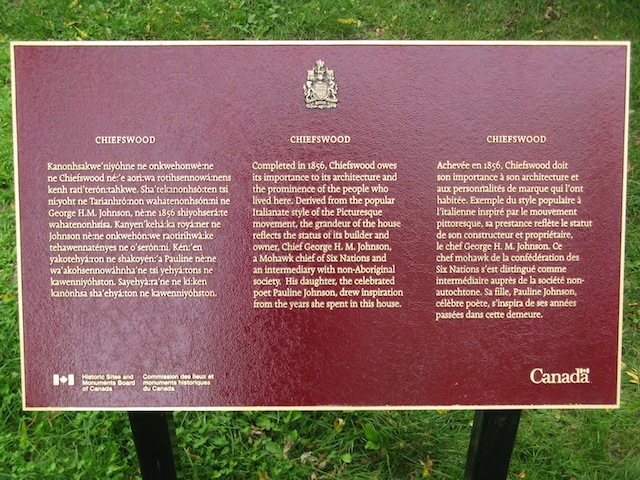 CHIEFSWOOD
Kanonhsakwe'niyóhne ne onkwehonwè:ne
ne Chiefswood né:'e aori:wa rotihsennowá:nens
kenh rati'terón:tahkwe. Sha'tekanonhsò:ten tsi
ni:yoht ne Tarianhró:non wahatenonhsón:ni ne
George H.M. Johnson, nè:ne 1856 shiyohserá:te
wahatenonhsisa. Kanyen'kehá:ka royá:ner ne
Johnson nè:ne onkwehón:we raotirihwà:ke
tehawennatényes ne o'serón:ni. Kén:'en
yakotehyá:ron ne shakoyén:'a Pauline nè:ne
wa'akohsennowáhnha'ne tsi yehyá:tons ne
kawenniyóhston. Sayehyà:ra'ne ne ki:ken
kanònhsa sha'ehyá:ron ne kawenniyóhston.
CHIEFSWOOD
Completed in 1856, Chiefswood owes
its importance to its architecture and
the prominence of the people who
lived here. Derived from the popular
Italianate style of the Picturesque
movement, the grandeur of the house
reflects the status of its builder and
owner, Chief George H. M. Johnson,
a Mohawk chief of Six Nations and
an intermediary with non-Aboriginal
society. His daughter, the celebrated
poet Pauline Johnson, drew inspiration
from the years she spent in this house.
CHIEFSWOOD
Achevée en 1856, Chiefswood doit
son importance à son architecture et
aux personnalités de marque qui l'ont
habitée. Exemple du style populaire à
l'italienne inspiré par le mouvement
pittoresque, sa prestance reflète le statut
de son constructeur et propriétaire,
le chef George H. M. Johnson. Ce
chef mohawk de la confédération des
Six Nations s'est distingué comme
intermédiaire auprès de la société non-
autochtone. Sa fille, Pauline Johnson,
célèbre poète, s'inspira de ses années
passées dans cette demeure.
Historic Sites and
Monuments Board
of Canada
Commission des lieux et
monuments historiques
du Canada
Canada